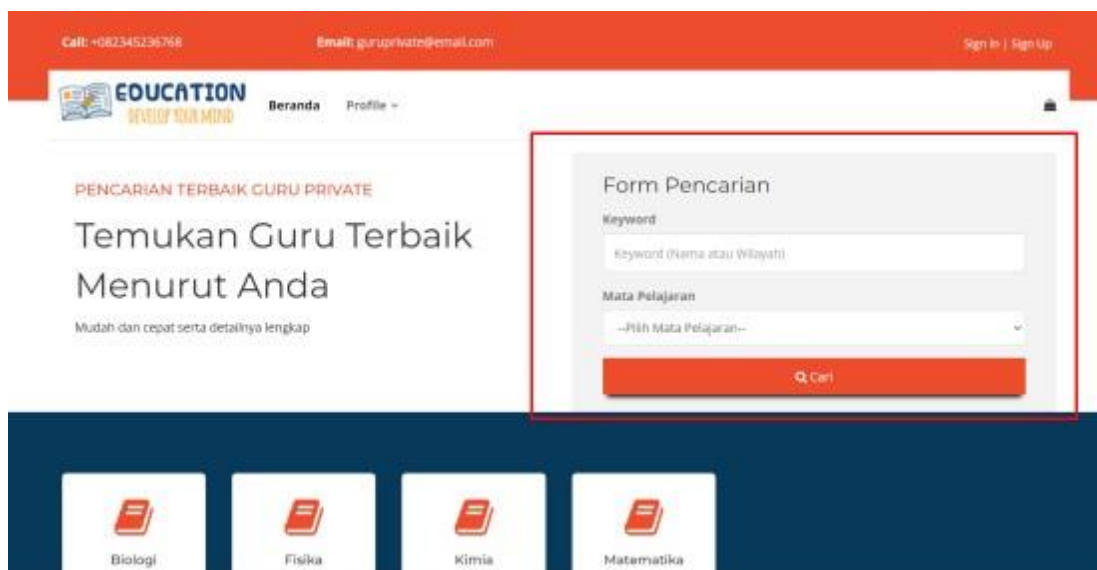 Call: +082345236768
Email: guruprivate@email.com
Sign In | Sign Up
EDUCATION
DEVELOP YOUR MIND
Beranda
Profile
PENCARIAN TERBAIK GURU PRIVATE
Temukan Guru Terbaik
Menurut Anda
Mudah dan cepat serta detailnya lengkap
Form Pencarian
Keyword
Keyword (Nama atau Wilayah)
Mata Pelajaran
--Pilih Mata Pelajaran--
Cari
Biologi
Fisika
Kimia
Matematika